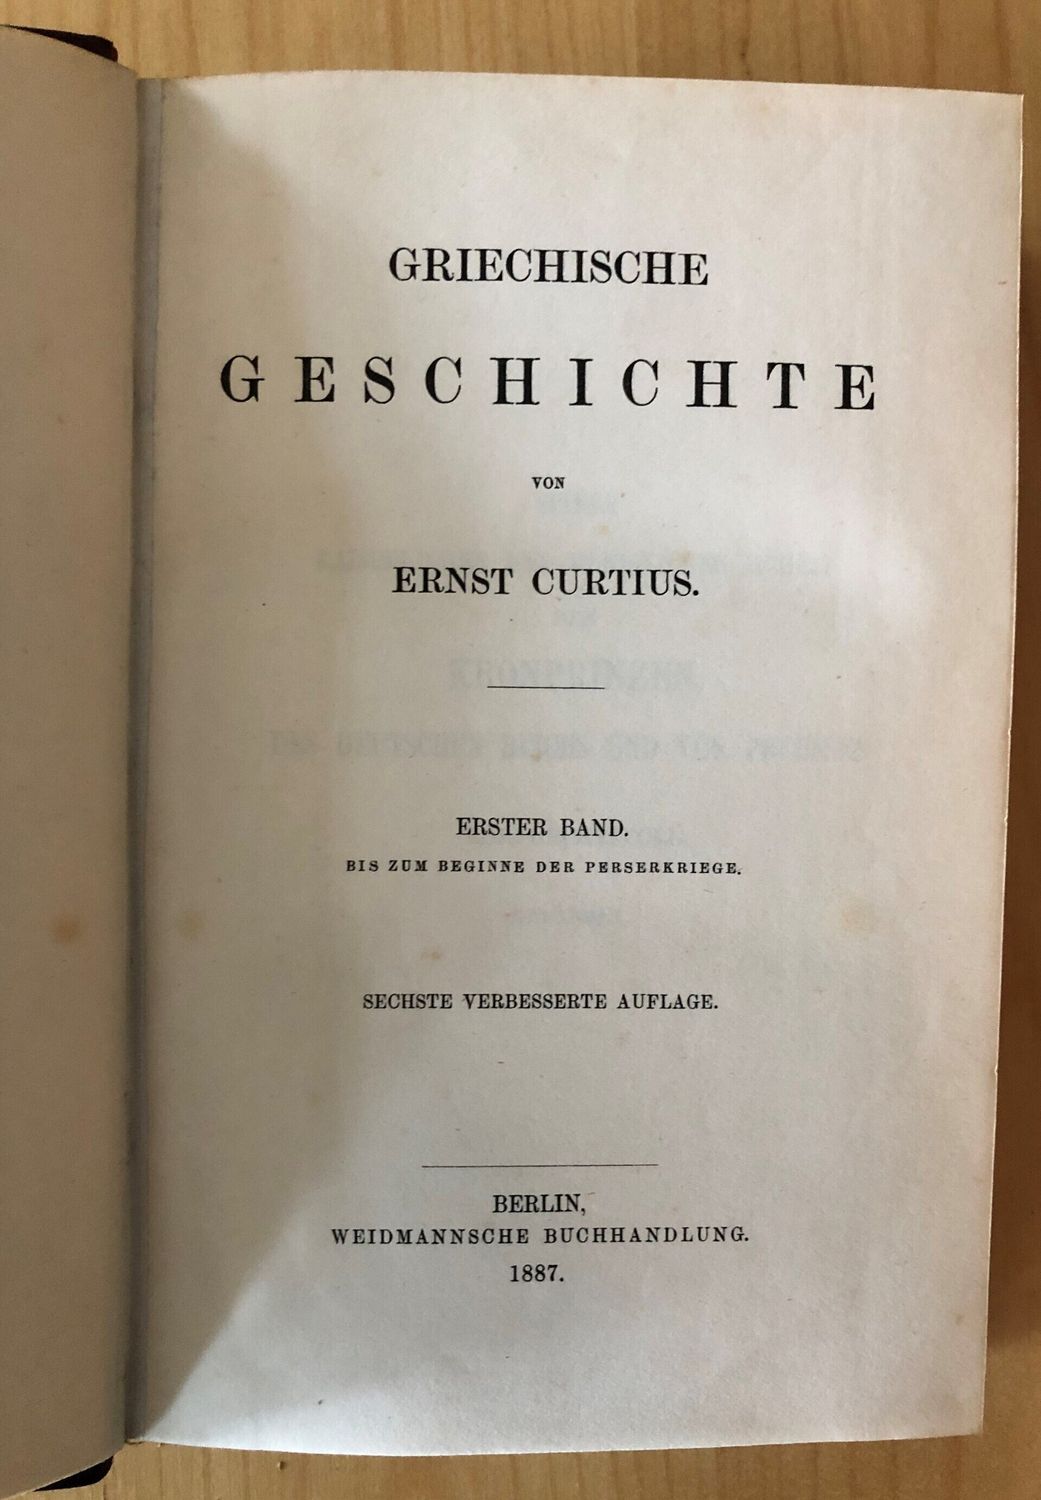 GRIECHISCHE
GESCHICHTE
VON
ERNST CURTIUS.
ERSTER BAND.
BIS ZUM BEGINNE DER PERSERKRIEGE.
SECHSTE VERBESSERTE AUFLAGE.
BERLIN,
WEIDMANNSCHE BUCHHANDLUNG.
1887.